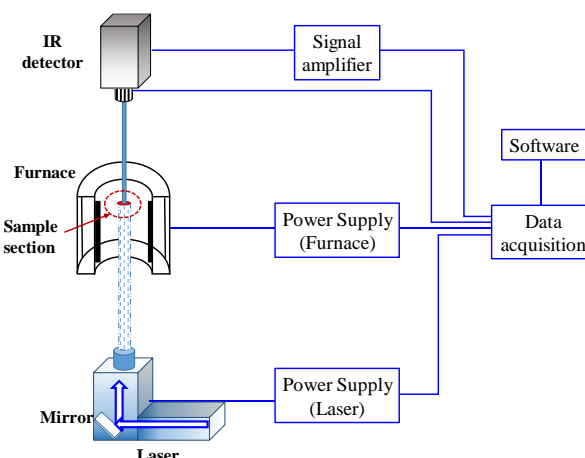 IR
detector
Signal
amplifier
Software
Furnace
Sample
section
Power Supply
(Furnace)
Data
acquisition
Power Supply
(Laser)
Mirror
Laser